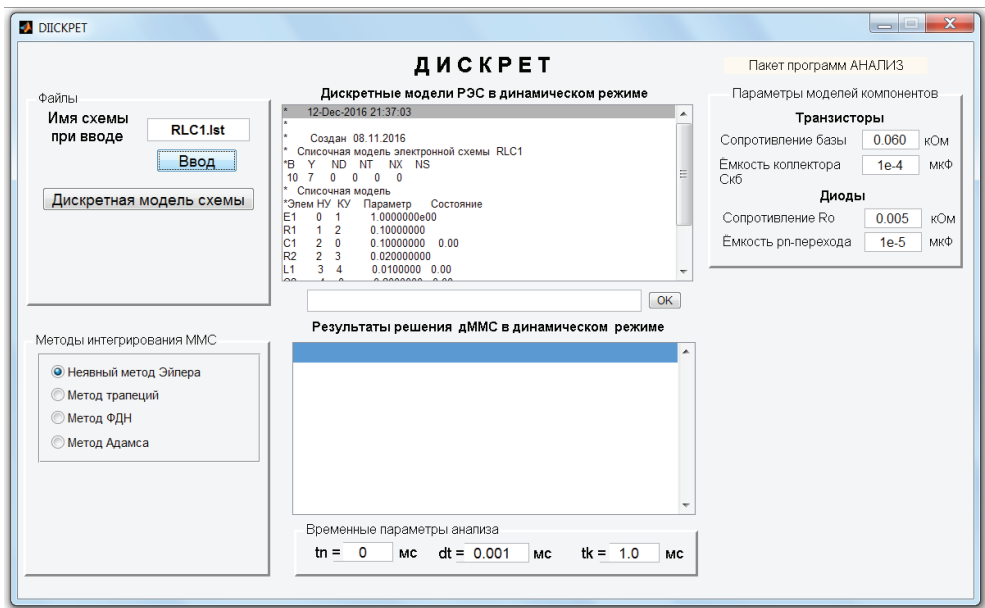 DIICKPET
ДИСКРЕТ
Пакет программ АНАЛИЗ
Файлы
Имя схемы
при вводе
RLC1.lst
Ввод
Дискретная модель схемы
Дискретные модели РЭС в динамическом режиме
* 12-Dec-2016 21:37:03
*
* Создан 08.11.2016
* Списочная модель электронной схемы RLC1
*B Y ND NT NX NS
10 7 0 0 0 0
* Списочная модель
*Элем НУ КУ Параметр Состояние
E1 0 1 1.0000000e00
R1 1 2 0.10000000
C1 2 0 0.10000000 0.00
R2 2 3 0.020000000
L1 3 4 0.0100000 0.00
OK
Параметры моделей компонентов
Транзисторы
Сопротивление базы 0.060 кОм
Ёмкость коллектора 1e-4 мкФ
Скб
Диоды
Сопротивление Ro 0.005 кОм
Ёмкость pn-перехода 1e-5 мкФ
Методы интегрирования ММС
Неявный метод Эйлера
Метод трапеций
Метод ФДН
Метод Адамса
Результаты решения дММС в динамическом режиме
Временные параметры анализа
tn = 0 мс dt = 0.001 мс tk = 1.0 мс